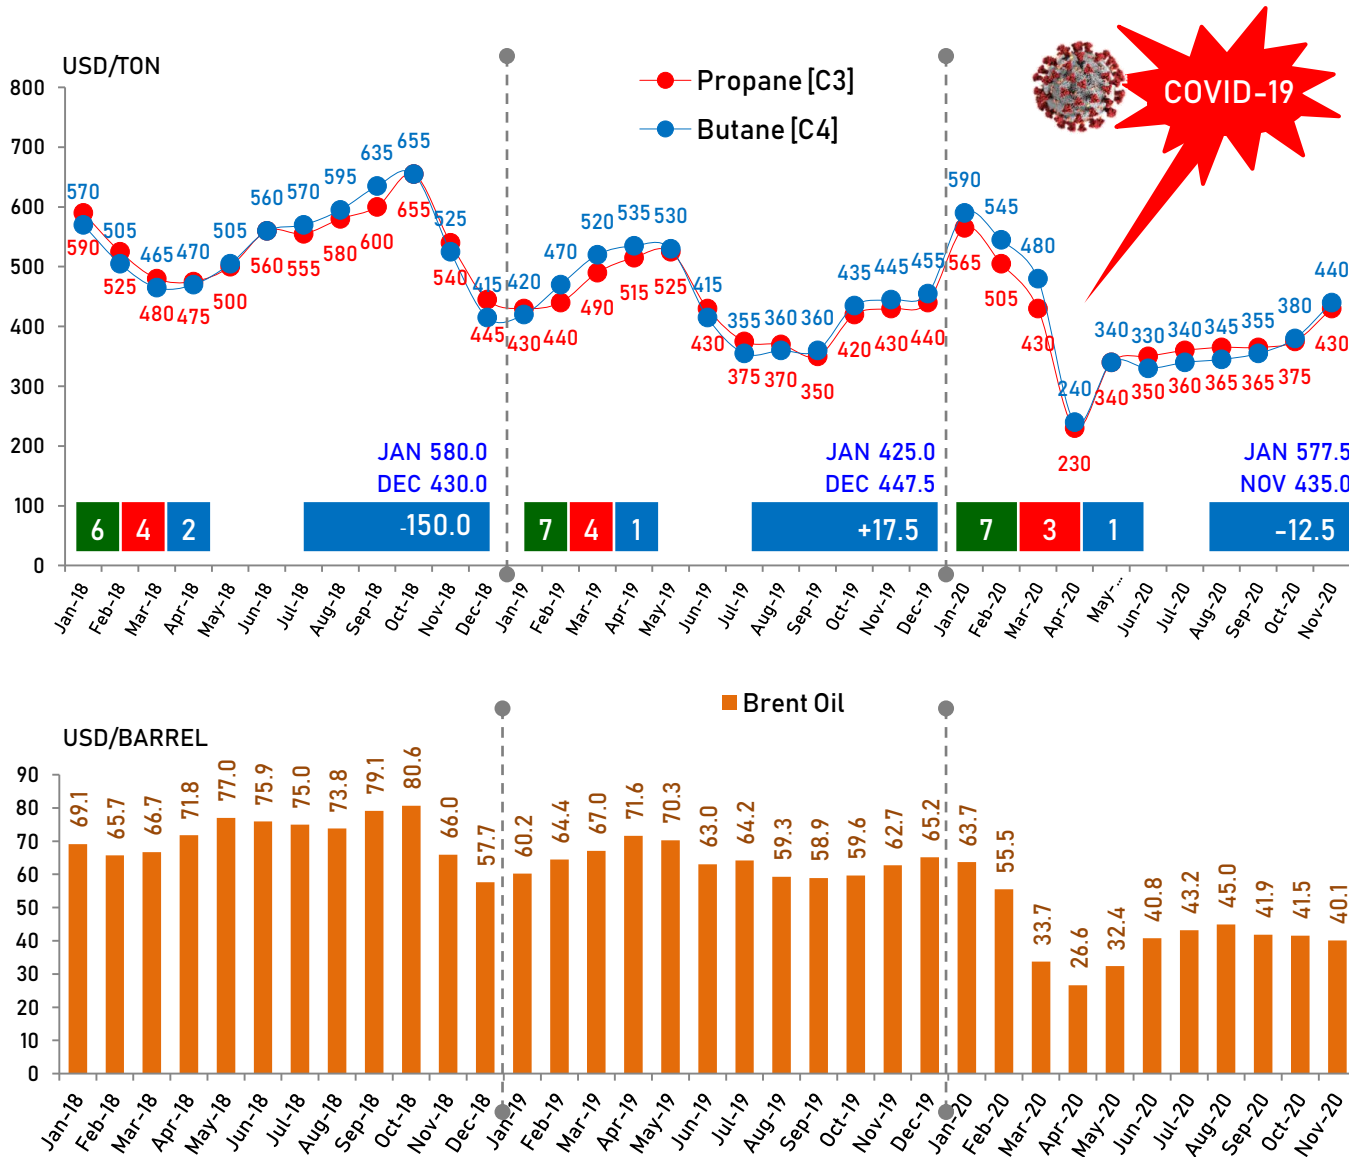 USD/TON
Propane [C3]
Butane [C4]
COVID-19
800
700
600
500
400
300
200
100
0
570 505 465 470 505 560 570 595 635 655 525 415 420 470 520 535 530 415 355 360 360 435 445 455 590 545 480 240 340 330 340 345 355 380 440
590 525 480 475 500 560 555 580 600 655 540 445 430 440 490 515 525 430 375 370 350 420 430 440 565 505 430 230 340 350 360 365 365 375 430
JAN 580.0
DEC 430.0
JAN 425.0
DEC 447.5
JAN 577.5
NOV 435.0
6 4 2 -150.0
7 4 1 +17.5
7 3 1 -12.5
Jan-18 Feb-18 Mar-18 Apr-18 May-18 Jun-18 Jul-18 Aug-18 Sep-18 Oct-18 Nov-18 Dec-18 Jan-19 Feb-19 Mar-19 Apr-19 May-19 Jun-19 Jul-19 Aug-19 Sep-19 Oct-19 Nov-19 Dec-19 Jan-20 Feb-20 Mar-20 Apr-20 May-... Jun-20 Jul-20 Aug-20 Sep-20 Oct-20 Nov-20
Brent Oil
USD/BARREL
90
80
70
60
50
40
30
20
10
0
69.1 65.7 66.7 71.8 77.0 75.9 75.0 73.8 79.1 80.6 66.0 57.7 60.2 64.4 67.0 71.6 70.3 63.0 64.2 59.3 58.9 59.6 62.7 65.2 63.7 55.5 33.7 26.6 32.4 40.8 43.2 45.0 41.9 41.5 40.1
Jan-18 Feb-18 Mar-18 Apr-18 May-18 Jun-18 Jul-18 Aug-18 Sep-18 Oct-18 Nov-18 Dec-18 Jan-19 Feb-19 Mar-19 Apr-19 May-19 Jun-19 Jul-19 Aug-19 Sep-19 Oct-19 Nov-19 Dec-19 Jan-20 Feb-20 Mar-20 Apr-20 May-20 Jun-20 Jul-20 Aug-20 Sep-20 Oct-20 Nov-20